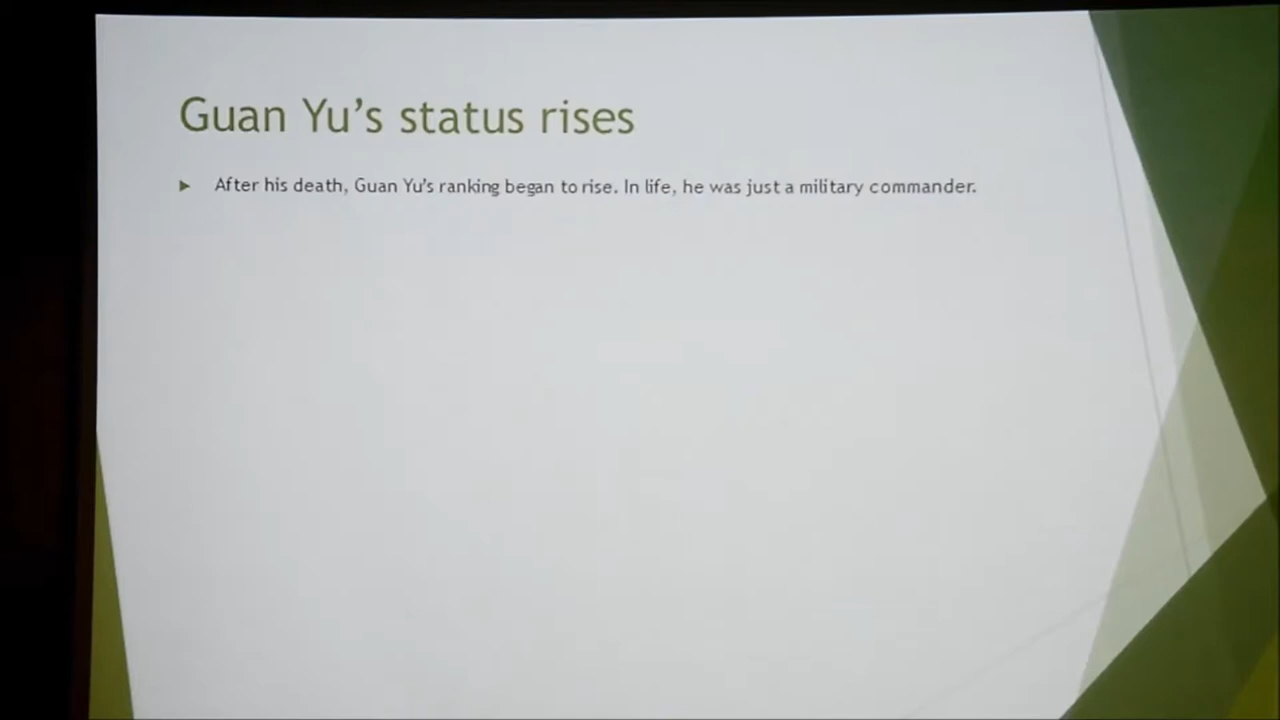 Guan Yu’s status rises
After his death, Guan Yu’s ranking began to rise. In life, he was just a military commander.